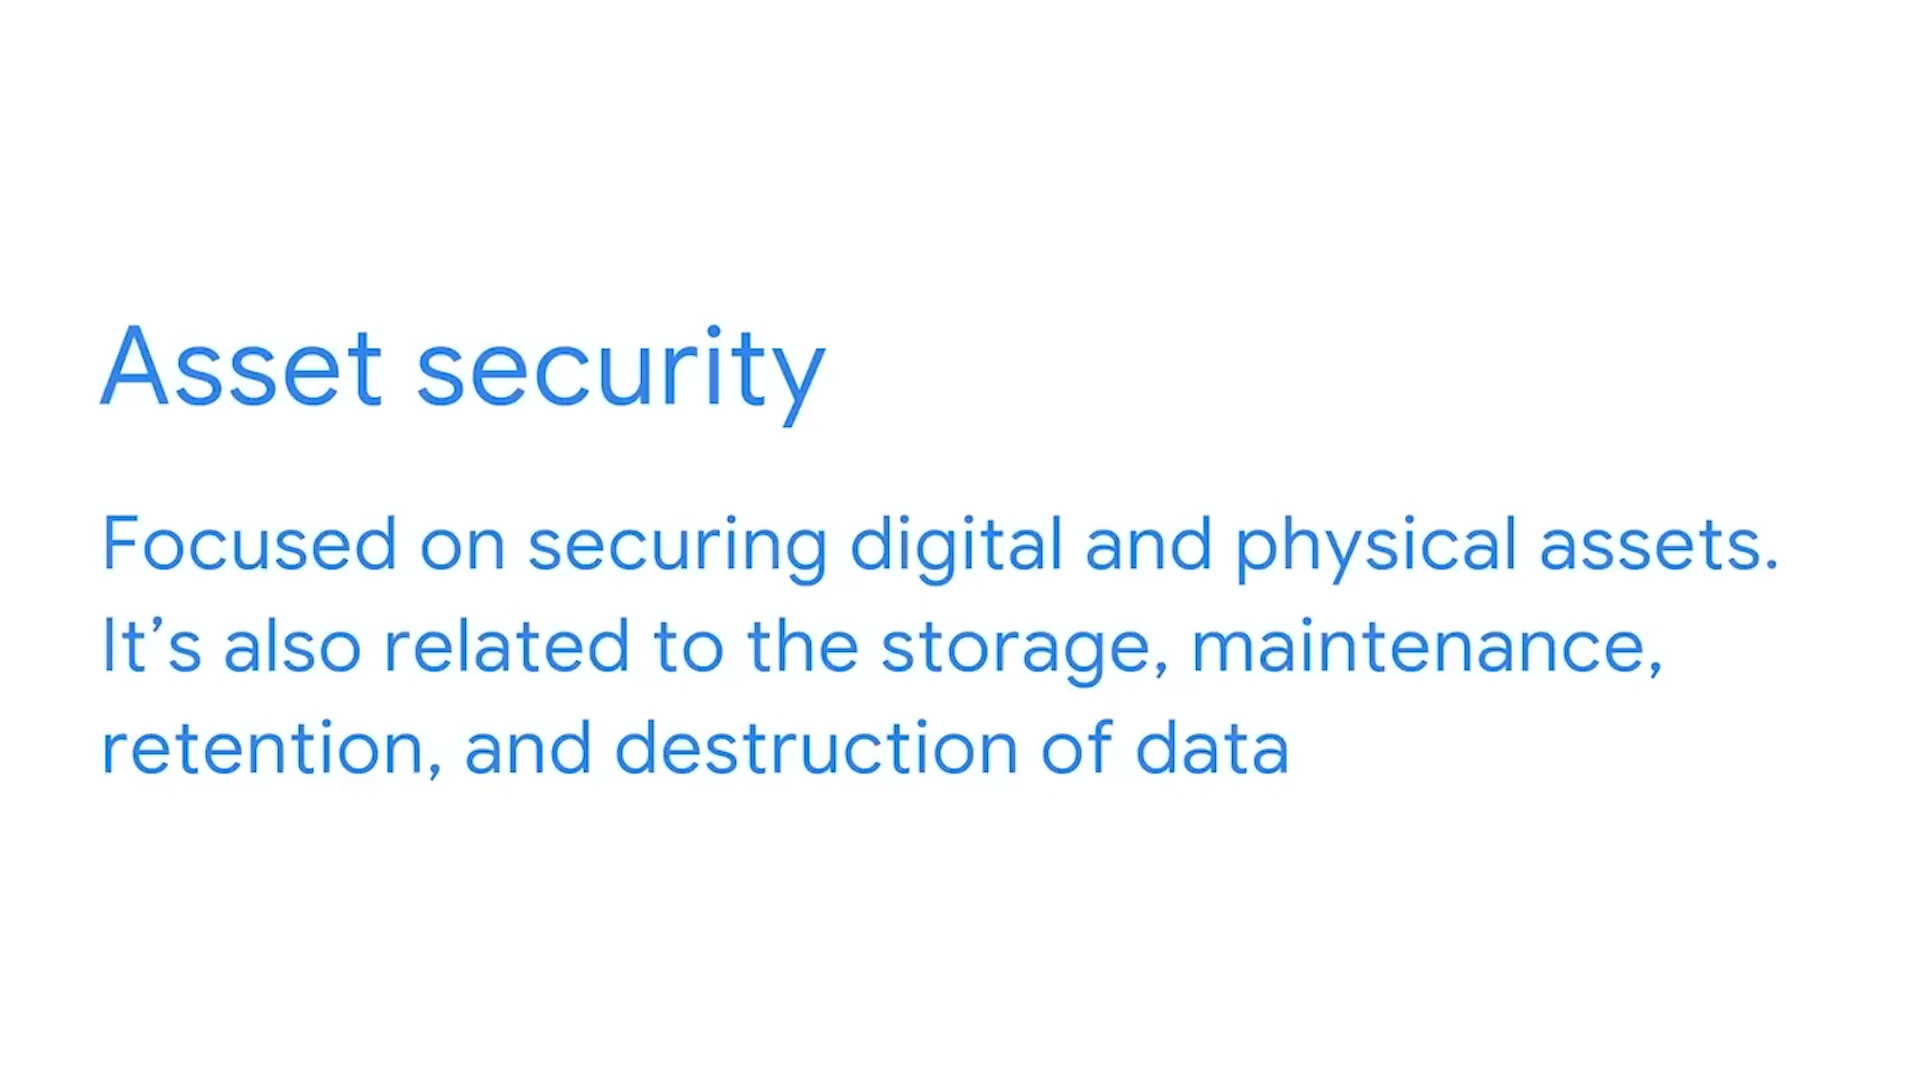 Asset security
Focused on securing digital and physical assets.
It’s also related to the storage, maintenance,
retention, and destruction of data